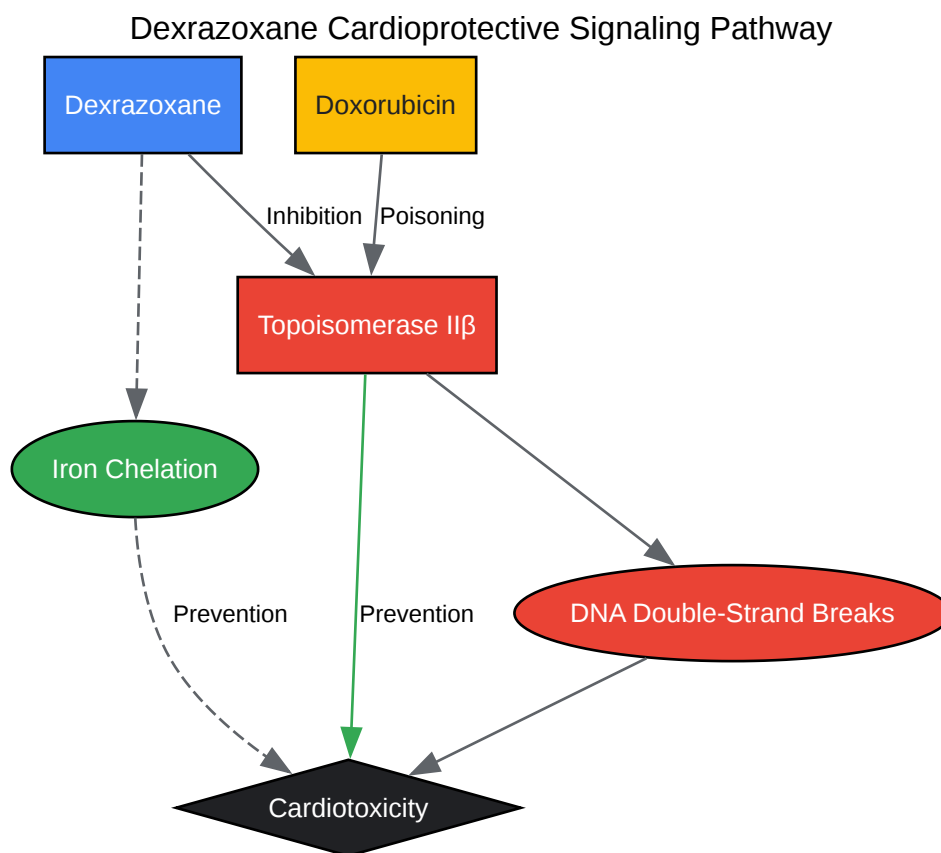 Dexrazoxane Cardioprotective Signaling Pathway
Dexrazoxane
Doxorubicin
Inhibition
Poisoning
Topoisomerase IIβ
Iron Chelation
Prevention
Prevention
DNA Double-Strand Breaks
Cardiotoxicity